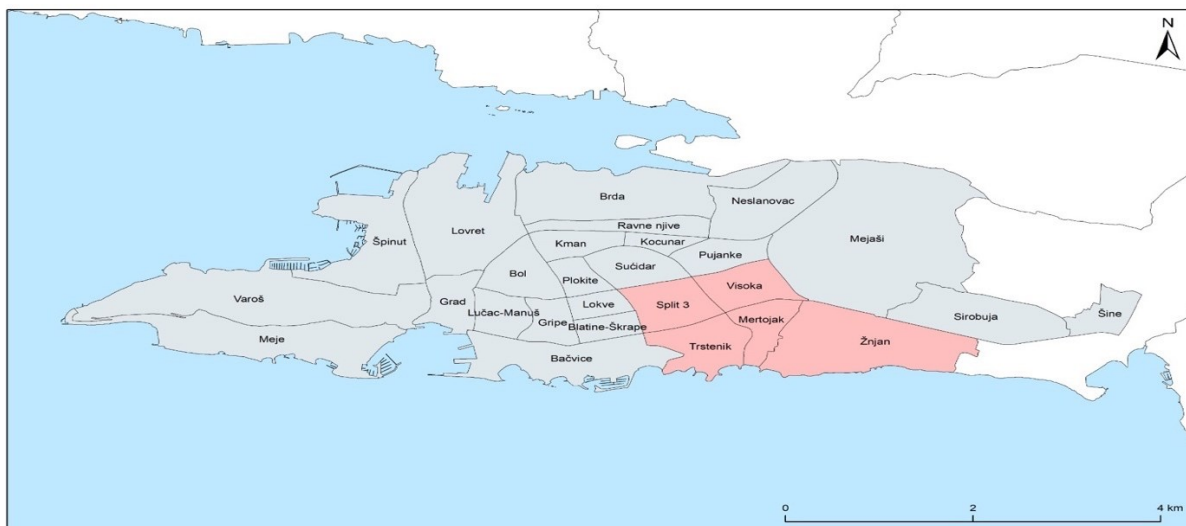 N
Brda
Neslanovac
Ravne njive
Lovret
Mejaši
Kman
Kocunar
Špinut
Pujanke
Sućidar
Bol
Plokite
Visoka
Varoš
Grad
Lokve
Split 3
Lučac-Manuš
Sirobuja
Šine
Gripe
Blatine-Škrape
Mertojak
Meje
Trstenik
Žnjan
Bačvice
0
2
4 km